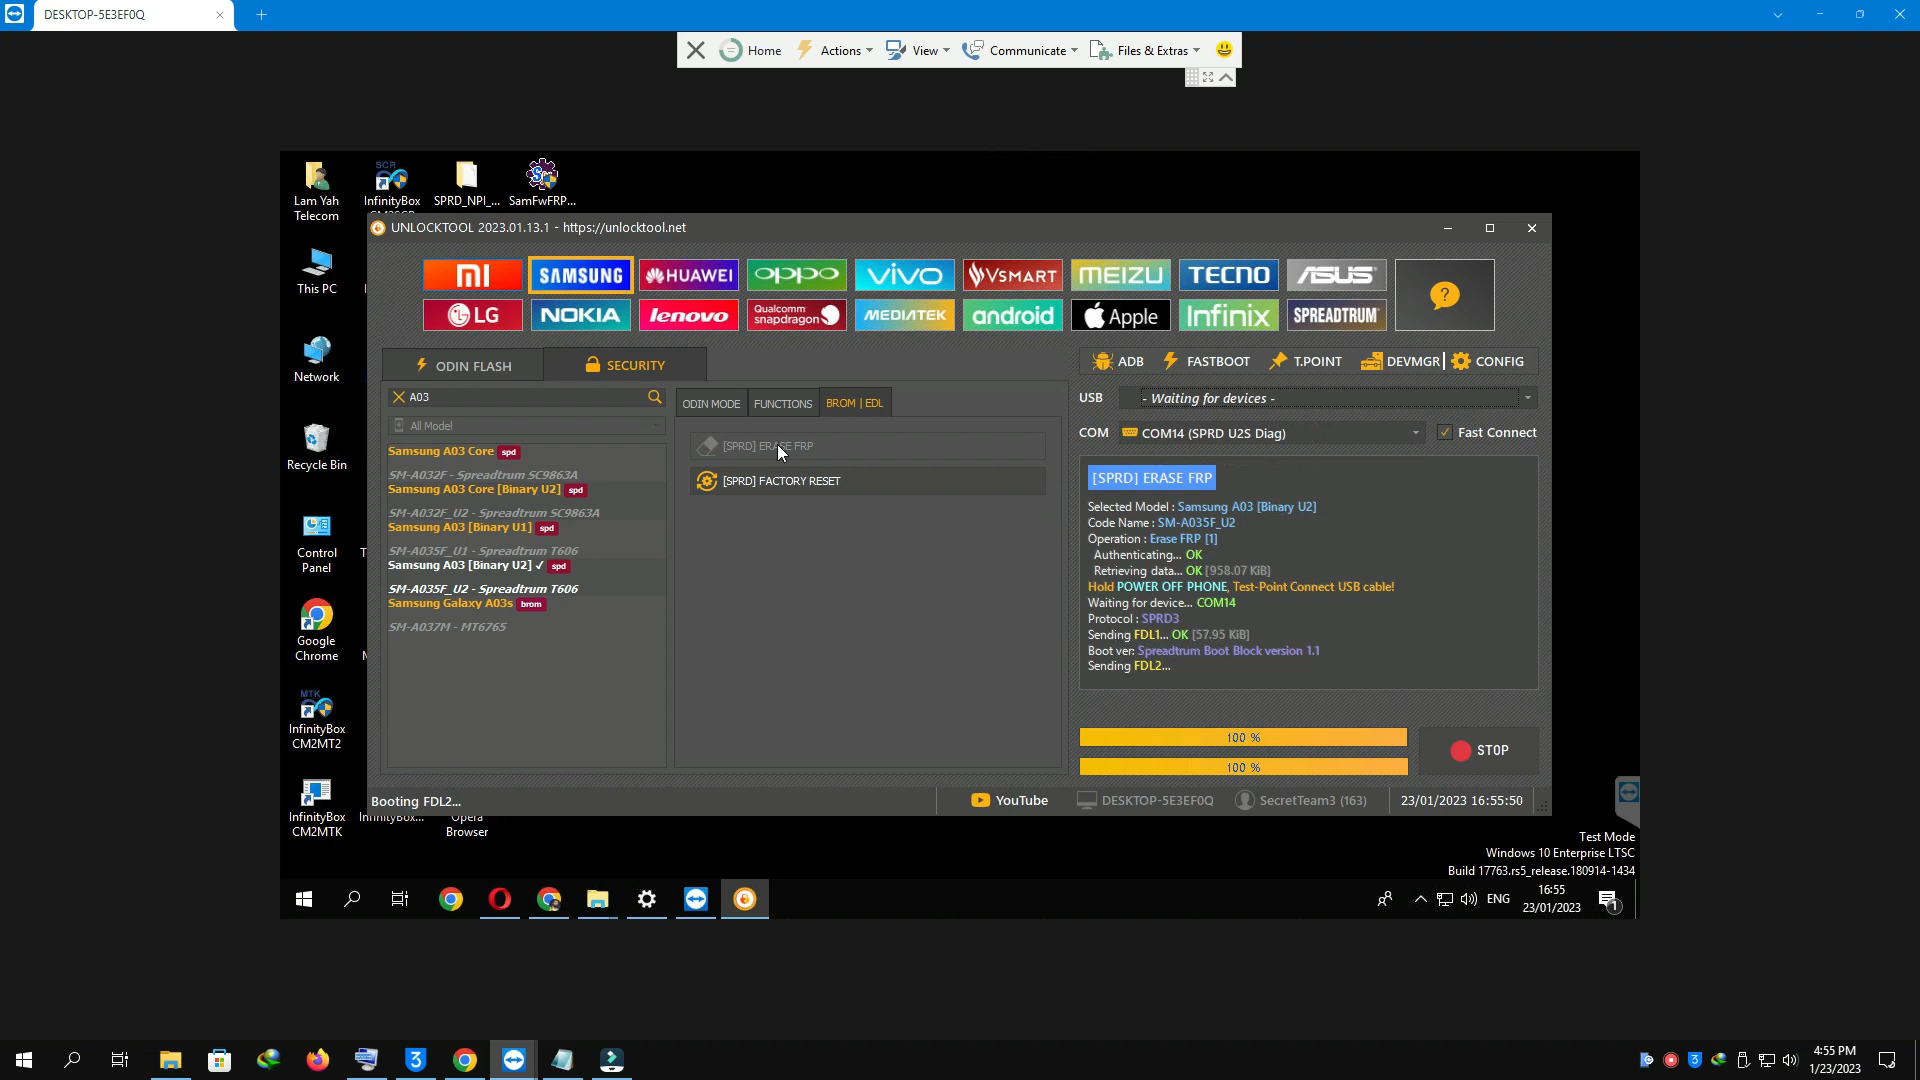 DESKTOP-5E3EF0Q
Home
Actions
View
Communicate
Files & Extras
SCR
Lam Yah
Telecom
InfinityBox
SPRD_NPI_...
SamFwFRP...
UNLOCKTOOL 2023.01.13.1 - https://unlocktool.net
This PC
Network
Recycle Bin
Control
Panel
Google
Chrome
MTK
InfinityBox
CM2MT2
InfinityBox
CM2MTK
InfinityBox...
Opera
Browser
MI
SAMSUNG
HUAWEI
oppo
vivo
VSMART
MEIZU
TECNO
ASUS
?
LG
NOKIA
lenovo
Qualcomm
snapdragon
MEDIATEK
android
Apple
Infinix
SPREADTRUM
ODIN FLASH
SECURITY
ADB
FASTBOOT
T.POINT
DEVMGR
CONFIG
A03
All Model
Samsung A03 Core spd
SM-A032F - Spreadtrum SC9863A
Samsung A03 Core [Binary U2] spd
SM-A032F_U2 - Spreadtrum SC9863A
Samsung A03 [Binary U1] spd
SM-A035F_U1 - Spreadtrum T606
Samsung A03 [Binary U2] ✓ spd
SM-A035F_U2 - Spreadtrum T606
Samsung Galaxy A03s brom
SM-A037M - MT6765
ODIN MODE
FUNCTIONS
BROM | EDL
[SPRD] ERASE FRP
[SPRD] FACTORY RESET
USB
- Waiting for devices -
COM
COM14 (SPRD U2S Diag)
Fast Connect
[SPRD] ERASE FRP
Selected Model : Samsung A03 [Binary U2]
Code Name : SM-A035F_U2
Operation : Erase FRP [1]
Authenticating... OK
Retrieving data... OK [958.07 KiB]
Hold POWER OFF PHONE, Test-Point Connect USB cable!
Waiting for device... COM14
Protocol : SPRD3
Sending FDL1... OK [57.95 KiB]
Boot ver: Spreadtrum Boot Block version 1.1
Sending FDL2...
100 %
100 %
STOP
Booting FDL2...
YouTube
DESKTOP-5E3EF0Q
SecretTeam3 (163)
23/01/2023 16:55:50
Test Mode
Windows 10 Enterprise LTSC
Build 17763.rs5_release.180914-1434
ENG
16:55
23/01/2023
1
4:55 PM
1/23/2023